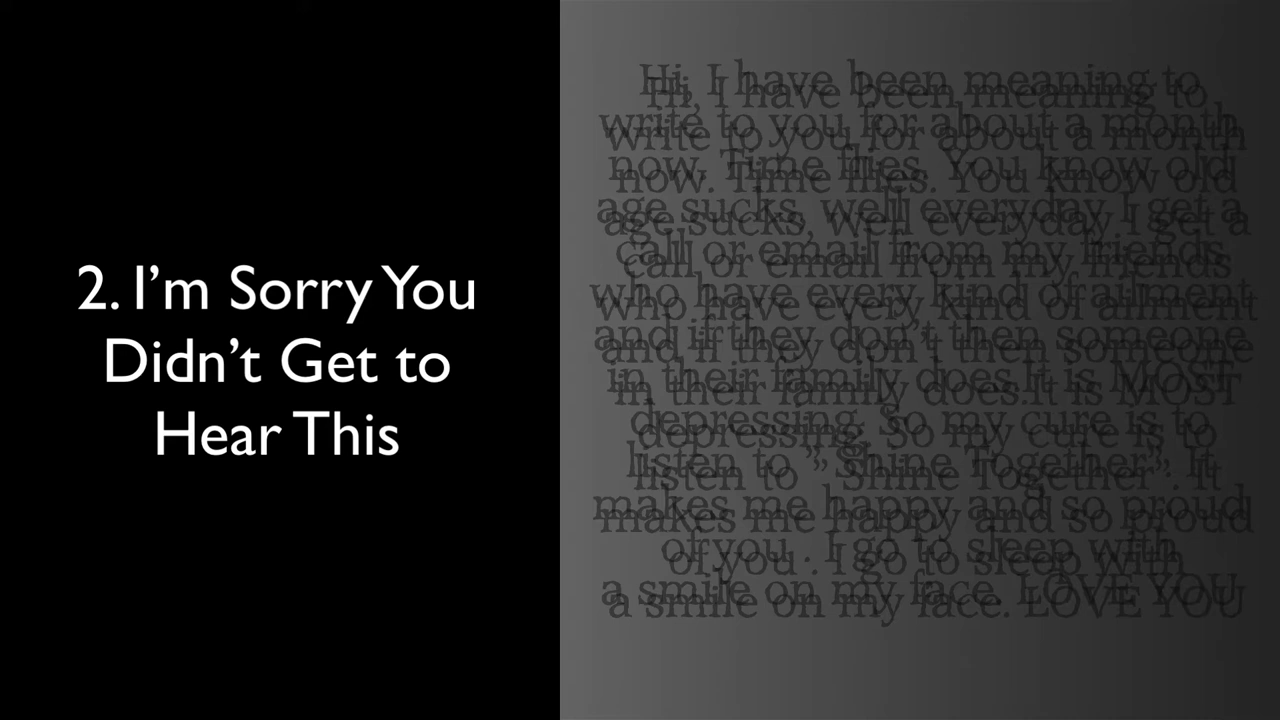 2. I’m Sorry You
Didn’t Get to
Hear This
Hi, I have been meaning to
write to you for about a month
now. Time flies. You know old
age sucks, well everyday I get a
call or email from my friends
who have every kind of ailment
and if they don’t then someone
in their family does.It is MOST
depressing. So my cure is to
listen to ” Shine Together”. It
makes me happy and so proud
of you . I go to sleep with
a smile on my face. LOVE YOU